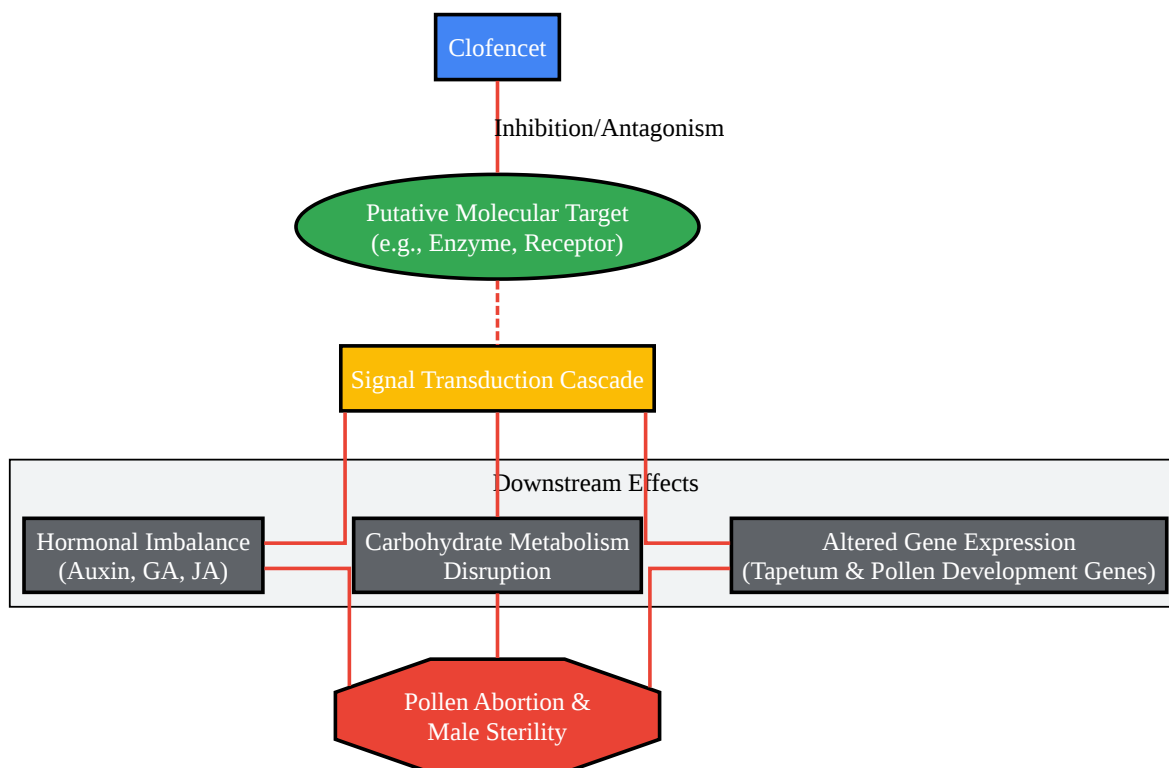 Clofencet
Inhibition/Antagonism
Putative Molecular Target
(e.g., Enzyme, Receptor)
Signal Transduction Cascade
Downstream Effects
Hormonal Imbalance
(Auxin, GA, JA)
Carbohydrate Metabolism
Disruption
Altered Gene Expression
(Tapetum & Pollen Development Genes)
Pollen Abortion &
Male Sterility